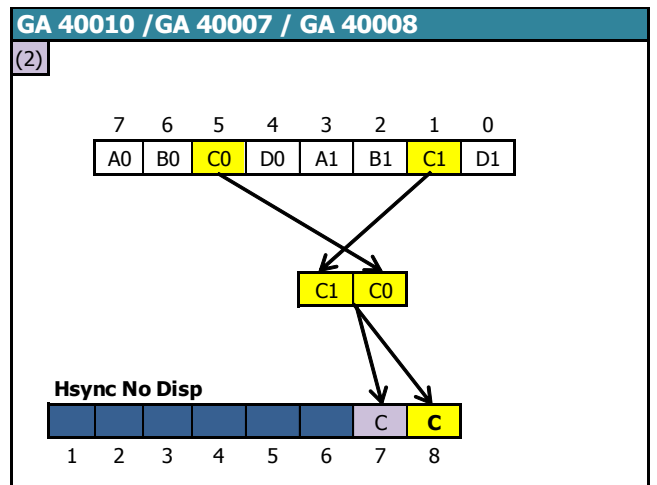 GA 40010 /GA 40007 / GA 40008
(2)
7 6 5 4 3 2 1 0
A0 B0 C0 D0 A1 B1 C1 D1
C1 C0
Hsync No Disp
C C
1 2 3 4 5 6 7 8